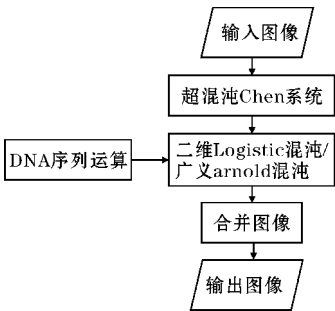 输入图像
超混沌Chen系统
DNA序列运算
二维Logistic混沌/
广义arnold混沌
合并图像
输出图像